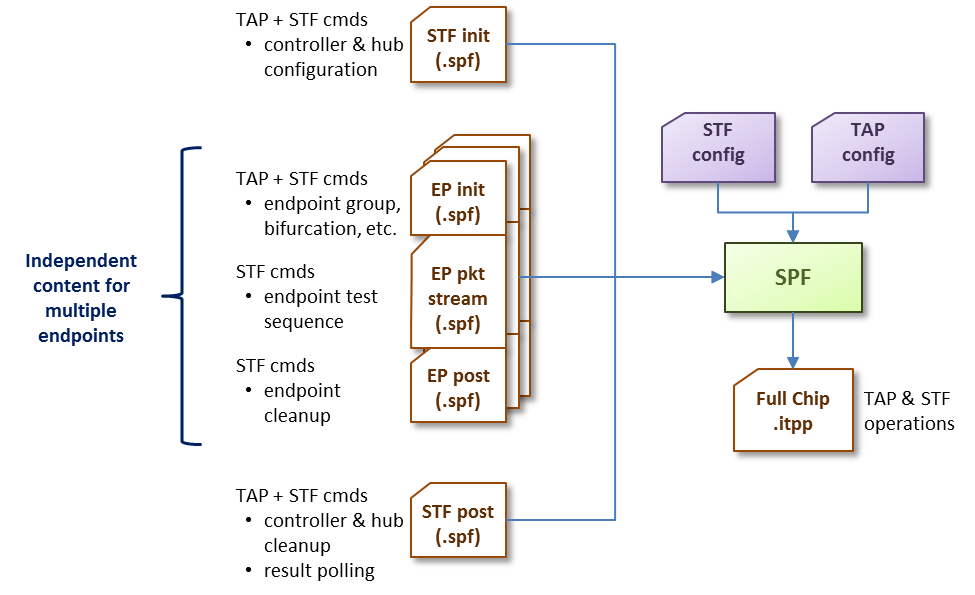 TAP + STF cmds
• controller & hub
configuration
STF init
(.spf)
STF
config
TAP
config
Independent
content for
multiple
endpoints
TAP + STF cmds
• endpoint group,
bifurcation, etc.
EP init
(.spf)
STF cmds
• endpoint test
sequence
EP pkt
stream
(.spf)
STF cmds
• endpoint
cleanup
EP post
(.spf)
SPF
Full Chip
.itpp
TAP & STF
operations
TAP + STF cmds
• controller & hub
cleanup
• result polling
STF post
(.spf)